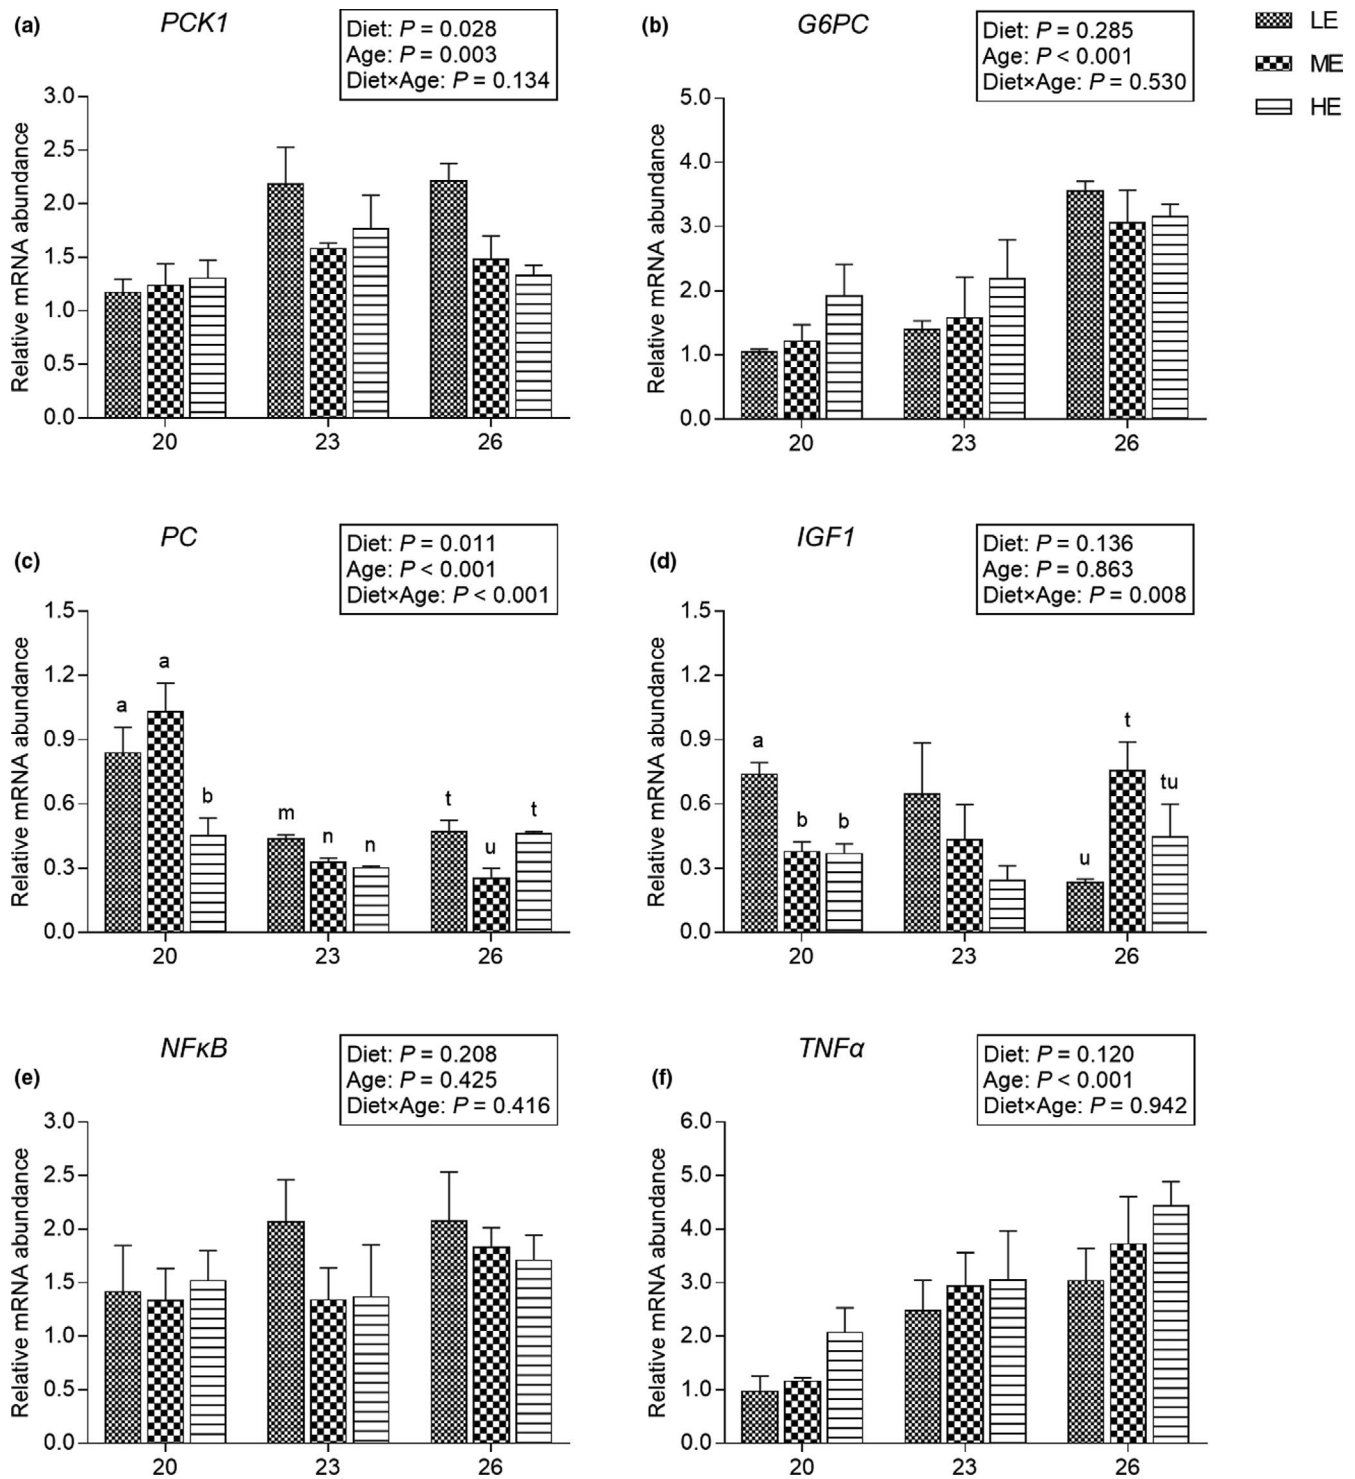 (a)
PCK1
Diet: P = 0.028
Age: P = 0.003
Diet×Age: P = 0.134
Relative mRNA abundance
3.0
2.5
2.0
1.5
1.0
0.5
0.0
20 23 26
(b)
G6PC
Diet: P = 0.285
Age: P < 0.001
Diet×Age: P = 0.530
Relative mRNA abundance
5.0
4.0
3.0
2.0
1.0
0.0
20 23 26
LE
ME
HE
(c)
PC
Diet: P = 0.011
Age: P < 0.001
Diet×Age: P < 0.001
Relative mRNA abundance
1.5
1.2
0.9
0.6
0.3
0.0
a a b m n n t u t
20 23 26
(d)
IGF1
Diet: P = 0.136
Age: P = 0.863
Diet×Age: P = 0.008
Relative mRNA abundance
1.5
1.2
0.9
0.6
0.3
0.0
a b b u t tu
20 23 26
(e)
NFκB
Diet: P = 0.208
Age: P = 0.425
Diet×Age: P = 0.416
Relative mRNA abundance
3.0
2.5
2.0
1.5
1.0
0.5
0.0
20 23 26
(f)
TNFα
Diet: P = 0.120
Age: P < 0.001
Diet×Age: P = 0.942
Relative mRNA abundance
6.0
5.0
4.0
3.0
2.0
1.0
0.0
20 23 26